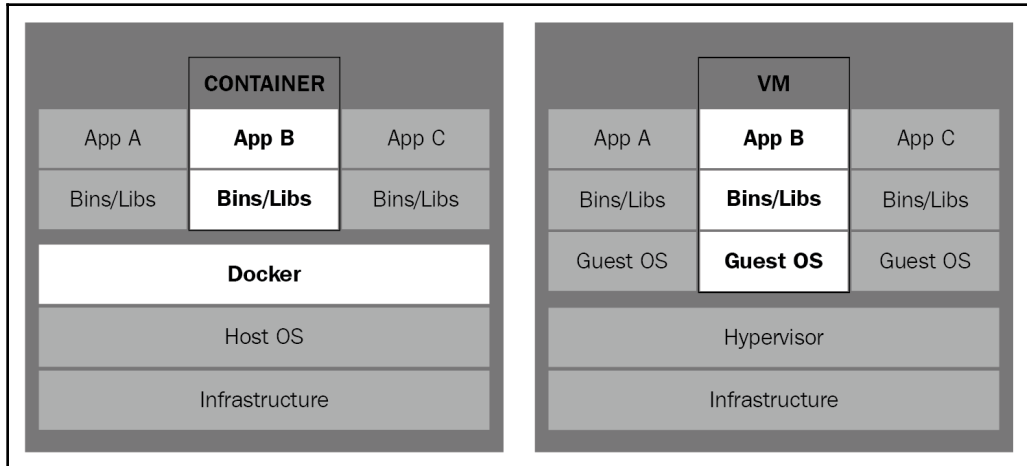 CONTAINER
App A App B App C
Bins/Libs Bins/Libs Bins/Libs
Docker
Host OS
Infrastructure
VM
App A App B App C
Bins/Libs Bins/Libs Bins/Libs
Guest OS Guest OS Guest OS
Hypervisor
Infrastructure